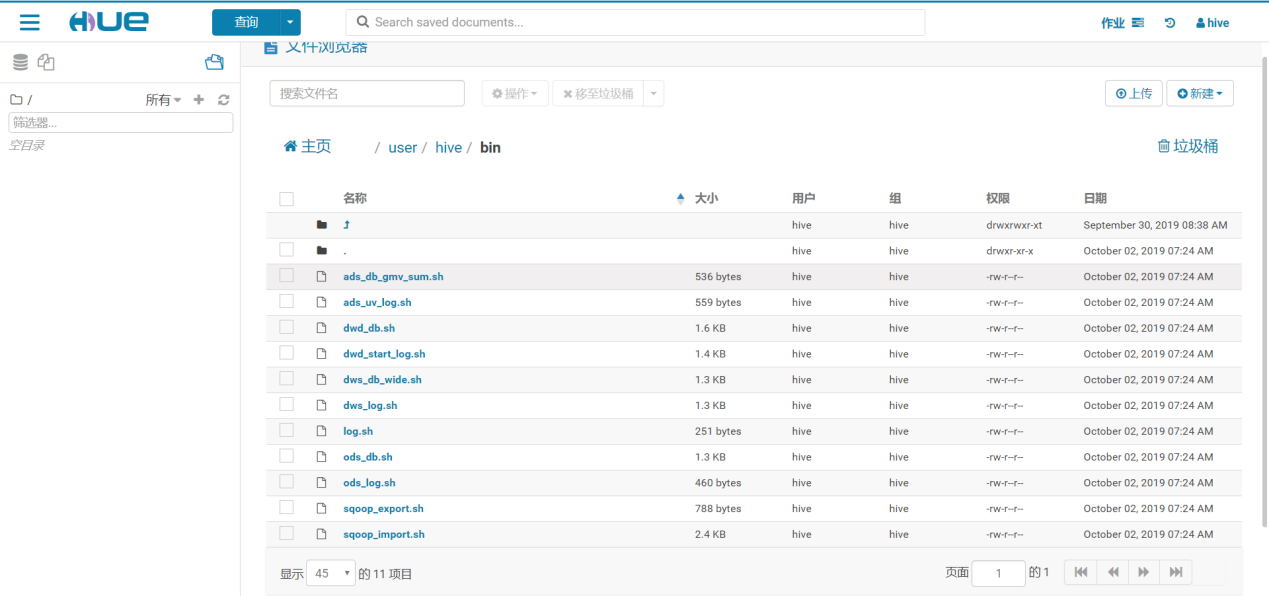 HUE 查询 Search saved documents... 作业 hive
文件浏览器
/ 所有
筛选器...
空目录
搜索文件名 操作 移至垃圾桶 上传 新建
主页 / user / hive / bin 垃圾桶
名称 大小 用户 组 权限 日期
hive hive drwxrwxr-xt September 30, 2019 08:38 AM
. hive hive drwxr-xr-x October 02, 2019 07:24 AM
ads_db_gmv_sum.sh 536 bytes hive hive -rw-r--r-- October 02, 2019 07:24 AM
ads_uv_log.sh 559 bytes hive hive -rw-r--r-- October 02, 2019 07:24 AM
dwd_db.sh 1.6 KB hive hive -rw-r--r-- October 02, 2019 07:24 AM
dwd_start_log.sh 1.4 KB hive hive -rw-r--r-- October 02, 2019 07:24 AM
dws_db_wide.sh 1.3 KB hive hive -rw-r--r-- October 02, 2019 07:24 AM
dws_log.sh 1.3 KB hive hive -rw-r--r-- October 02, 2019 07:24 AM
log.sh 251 bytes hive hive -rw-r--r-- October 02, 2019 07:24 AM
ods_db.sh 1.3 KB hive hive -rw-r--r-- October 02, 2019 07:24 AM
ods_log.sh 460 bytes hive hive -rw-r--r-- October 02, 2019 07:24 AM
sqoop_export.sh 788 bytes hive hive -rw-r--r-- October 02, 2019 07:24 AM
sqoop_import.sh 2.4 KB hive hive -rw-r--r-- October 02, 2019 07:24 AM
显示 45 的 11 项目 页面 1 的 1